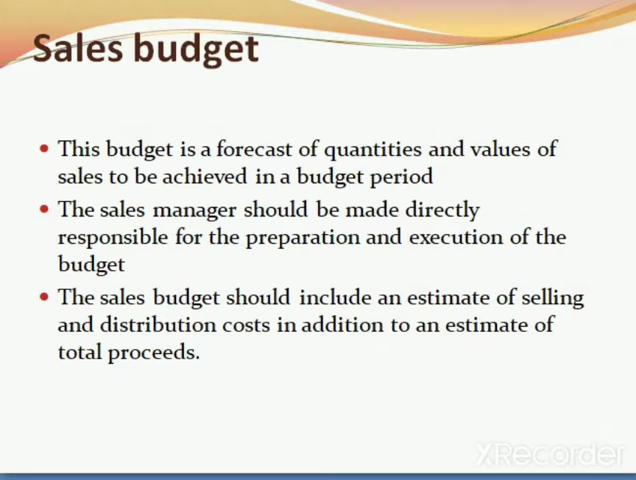 Sales budget
• This budget is a forecast of quantities and values of
sales to be achieved in a budget period
• The sales manager should be made directly
responsible for the preparation and execution of the
budget
• The sales budget should include an estimate of selling
and distribution costs in addition to an estimate of
total proceeds.
XRecorder